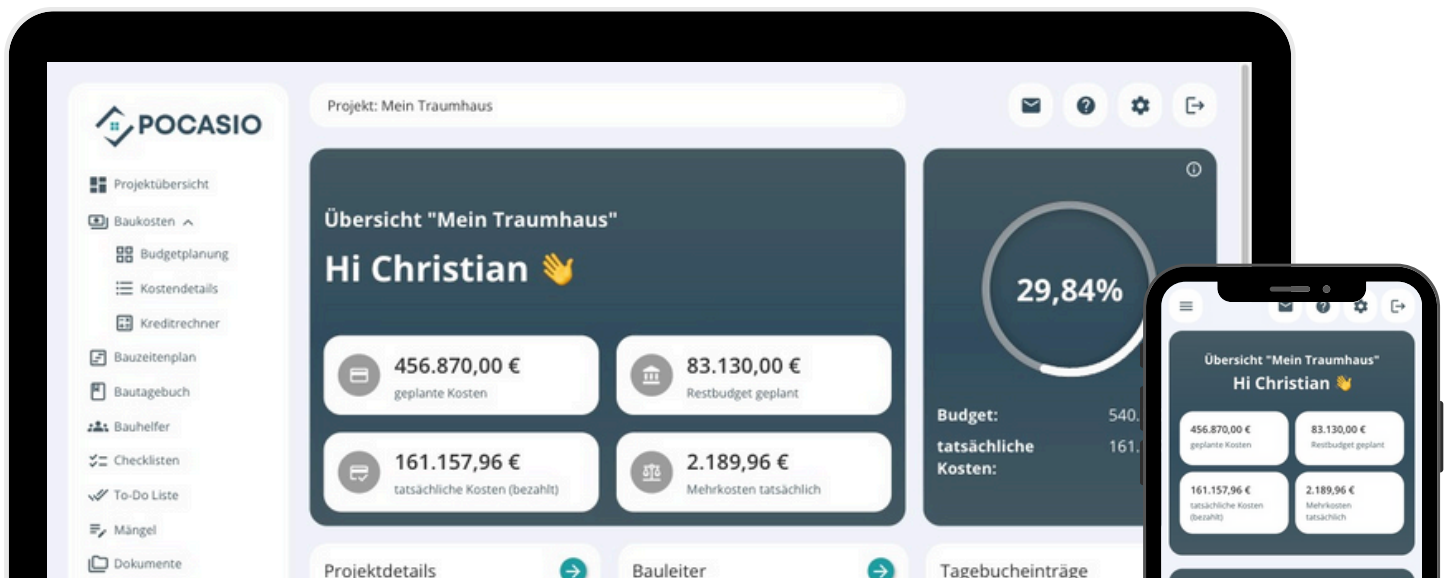 POCASIO
Projektübersicht
Baukosten
Budgetplanung
Kostendetails
Kreditrechner
Bauzeitenplan
Bautagebuch
Bauhelfer
Checklisten
To-Do Liste
Mängel
Dokumente
Projekt: Mein Traumhaus
Übersicht "Mein Traumhaus"
Hi Christian 👋
456.870,00 €
geplante Kosten
83.130,00 €
Restbudget geplant
161.157,96 €
tatsächliche Kosten (bezahlt)
2.189,96 €
Mehrkosten tatsächlich
29,84%
Budget: 540.
tatsächliche 161.
Kosten:
Projektdetails
Bauleiter
Tagebucheinträge
Übersicht "Mein Traumhaus"
Hi Christian 👋
456.870,00 €
geplante Kosten
83.130,00 €
Restbudget geplant
161.157,96 €
tatsächliche Kosten
(bezahlt)
2.189,96 €
Mehrkosten
tatsächlich